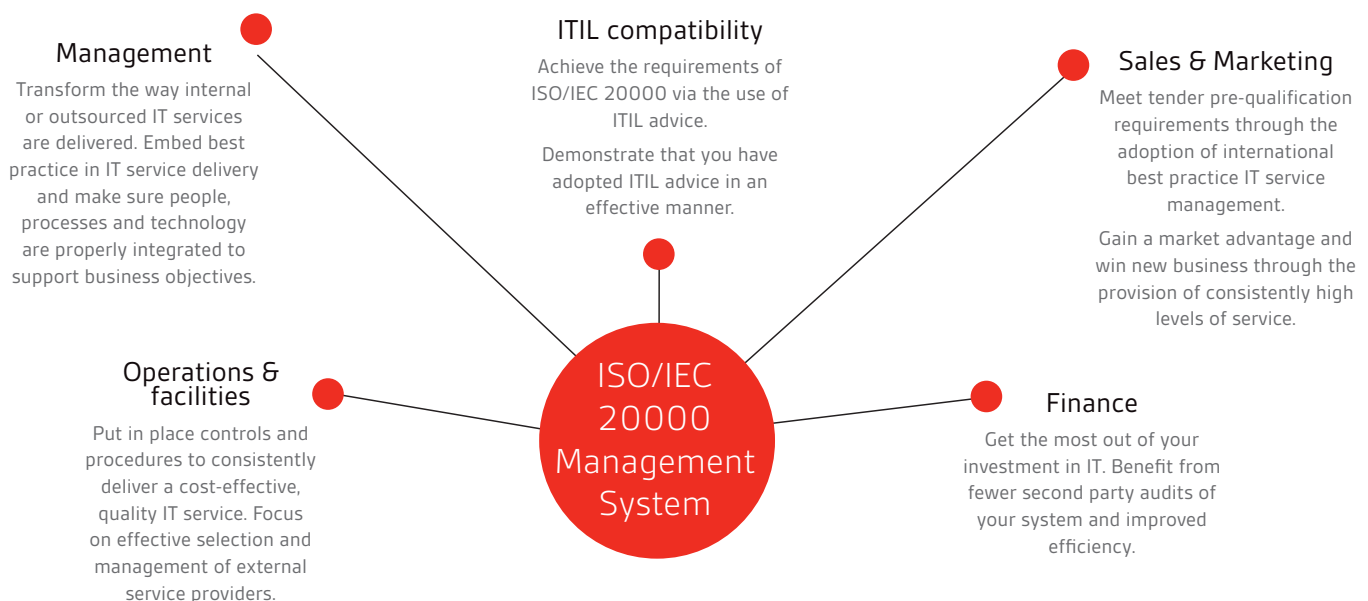 Management
Transform the way internal
or outsourced IT services
are delivered. Embed best
practice in IT service delivery
and make sure people,
processes and technology
are properly integrated to
support business objectives.
ITIL compatibility
Achieve the requirements of
ISO/IEC 20000 via the use of
ITIL advice.
Demonstrate that you have
adopted ITIL advice in an
effective manner.
Sales & Marketing
Meet tender pre-qualification
requirements through the
adoption of international
best practice IT service
management.
Gain a market advantage and
win new business through the
provision of consistently high
levels of service.
Operations &
facilities
Put in place controls and
procedures to consistently
deliver a cost-effective,
quality IT service. Focus
on effective selection and
management of external
service providers.
ISO/IEC
20000
Management
System
Finance
Get the most out of your
investment in IT. Benefit from
fewer second party audits of
your system and improved
efficiency.